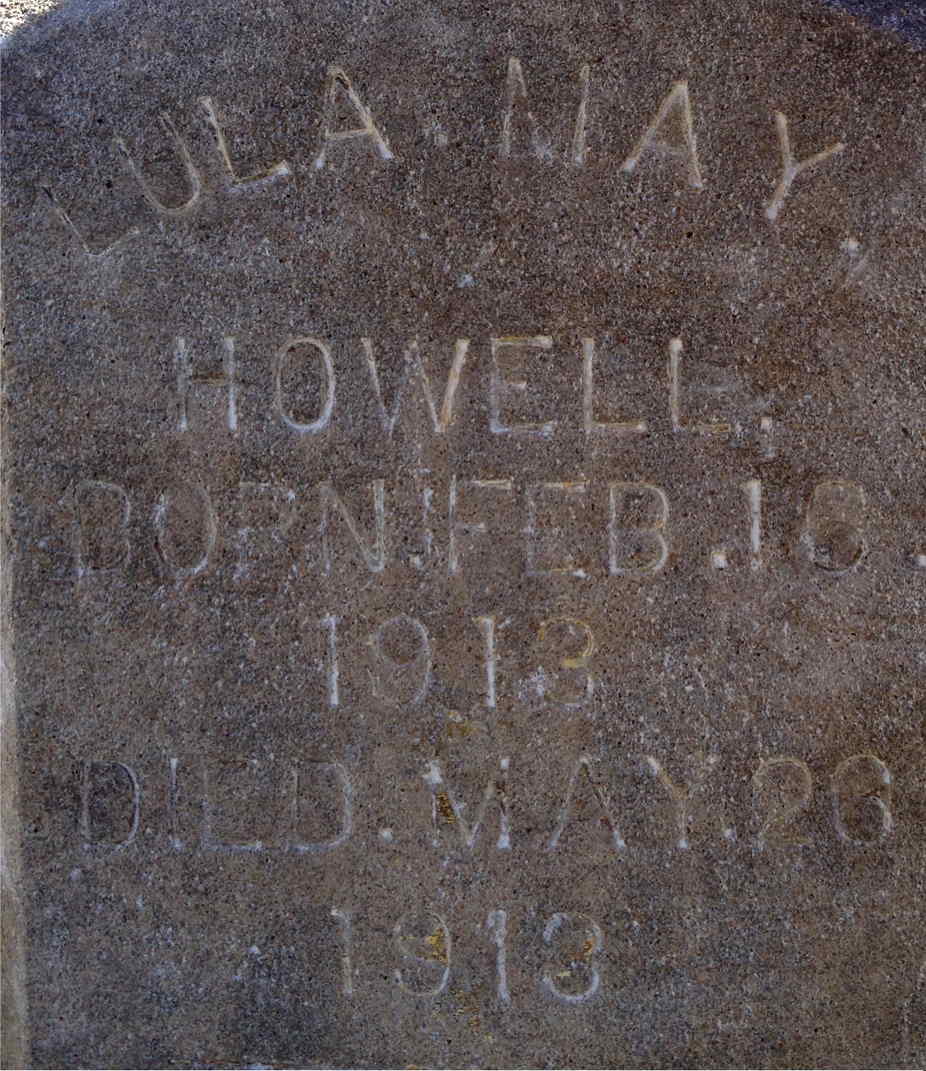 LULA.MAY.
HOWELL.
BORN.FEB.16.
1913
DIED.MAY.26
1913